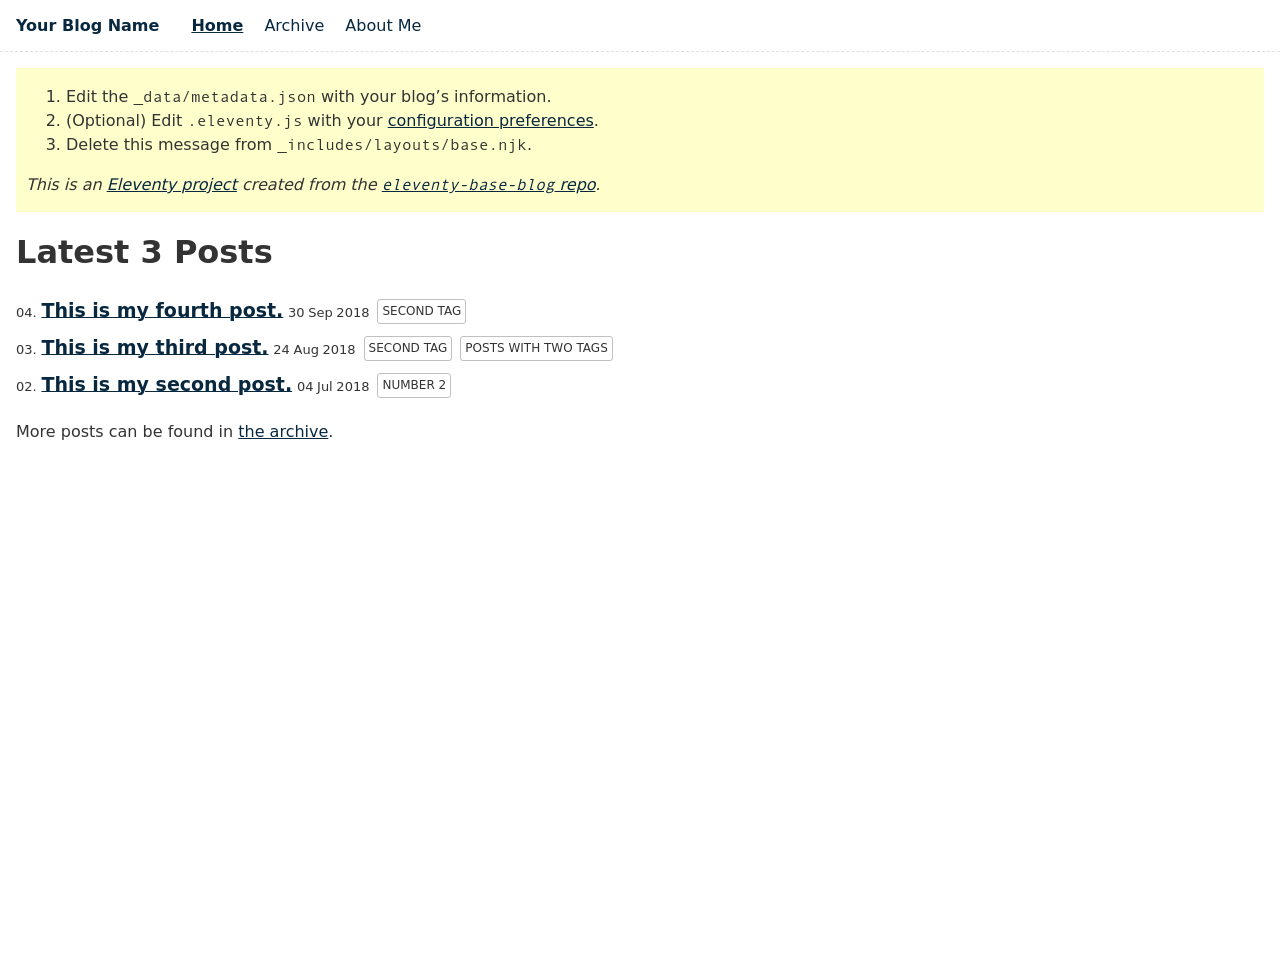 Your Blog Name Home Archive About Me
1. Edit the _data/metadata.json with your blog’s information.
2. (Optional) Edit .eleventy.js with your configuration preferences.
3. Delete this message from _includes/layouts/base.njk.
This is an Eleventy project created from the eleventy-base-blog repo.
Latest 3 Posts
04. This is my fourth post. 30 Sep 2018 SECOND TAG
03. This is my third post. 24 Aug 2018 SECOND TAG POSTS WITH TWO TAGS
02. This is my second post. 04 Jul 2018 NUMBER 2
More posts can be found in the archive.